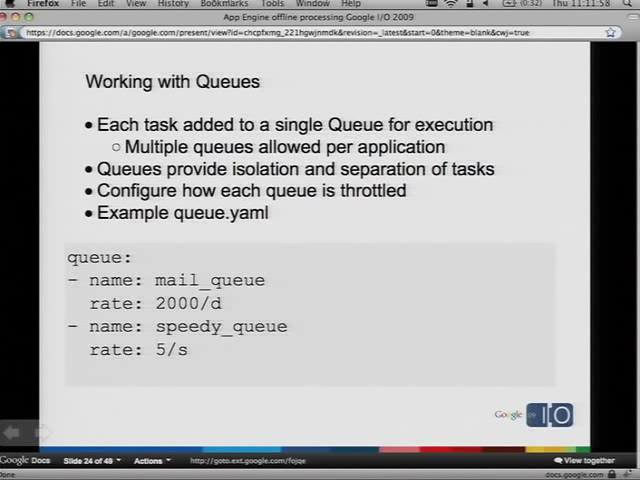 Firefox File Edit View History Bookmarks Tools Window Help (0:32) Thu 11:11:58
App Engine offline processing Google I/O 2009
https://docs.google.com/a/google.com/present/view?id=chcpfxmg_221hgwjnmdk&revision=_latest&start=0&theme=blank&cwj=true
Working with Queues
• Each task added to a single Queue for execution
○ Multiple queues allowed per application
• Queues provide isolation and separation of tasks
• Configure how each queue is throttled
• Example queue.yaml
queue:
- name: mail_queue
rate: 2000/d
- name: speedy_queue
rate: 5/s
Google 09 I/O
Google Docs Slide 24 of 49 Actions http://goto.ext.google.com/fojqe View together
Done docs.google.com